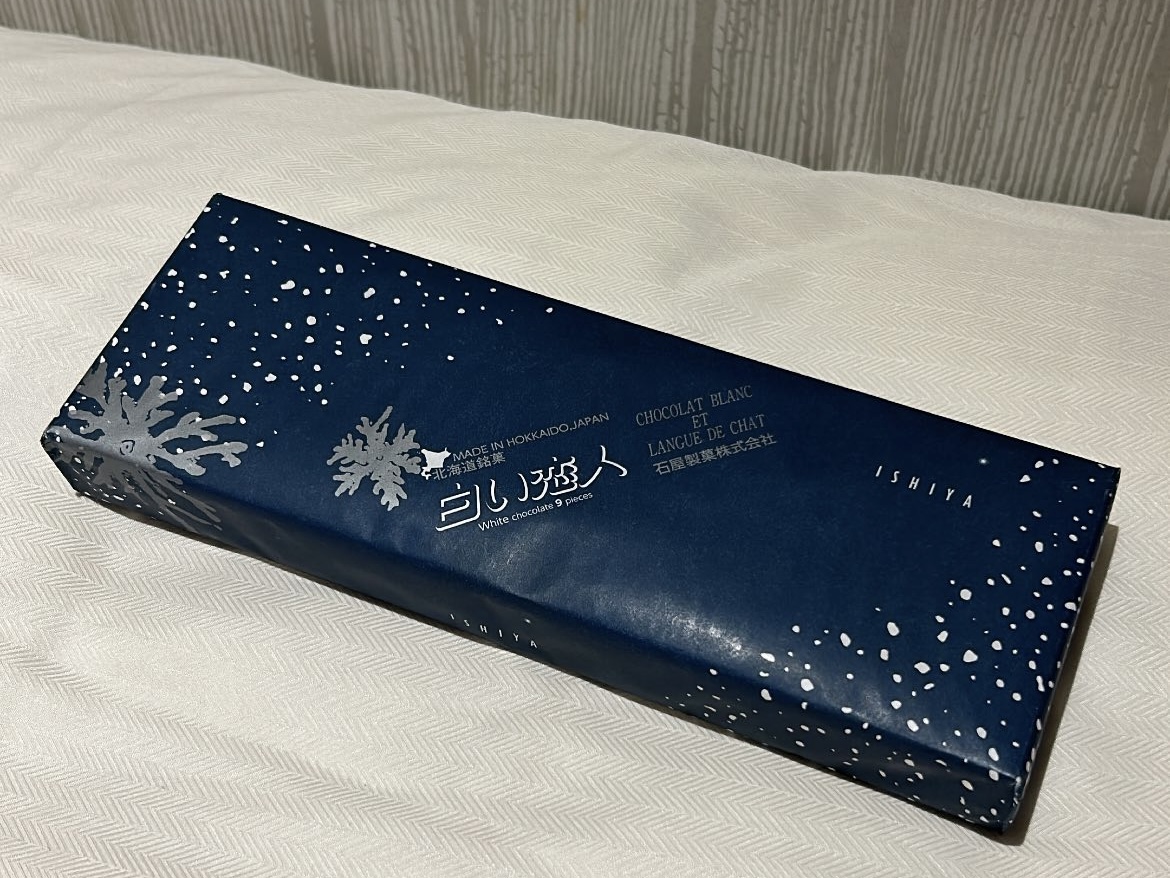 MADE IN HOKKAIDO,JAPAN
北海道銘菓
白い恋人
White chocolate 9 pieces
CHOCOLAT BLANC
ET
LANGUE DE CHAT
石屋製菓株式会社
ISHIYA
ISHIYA